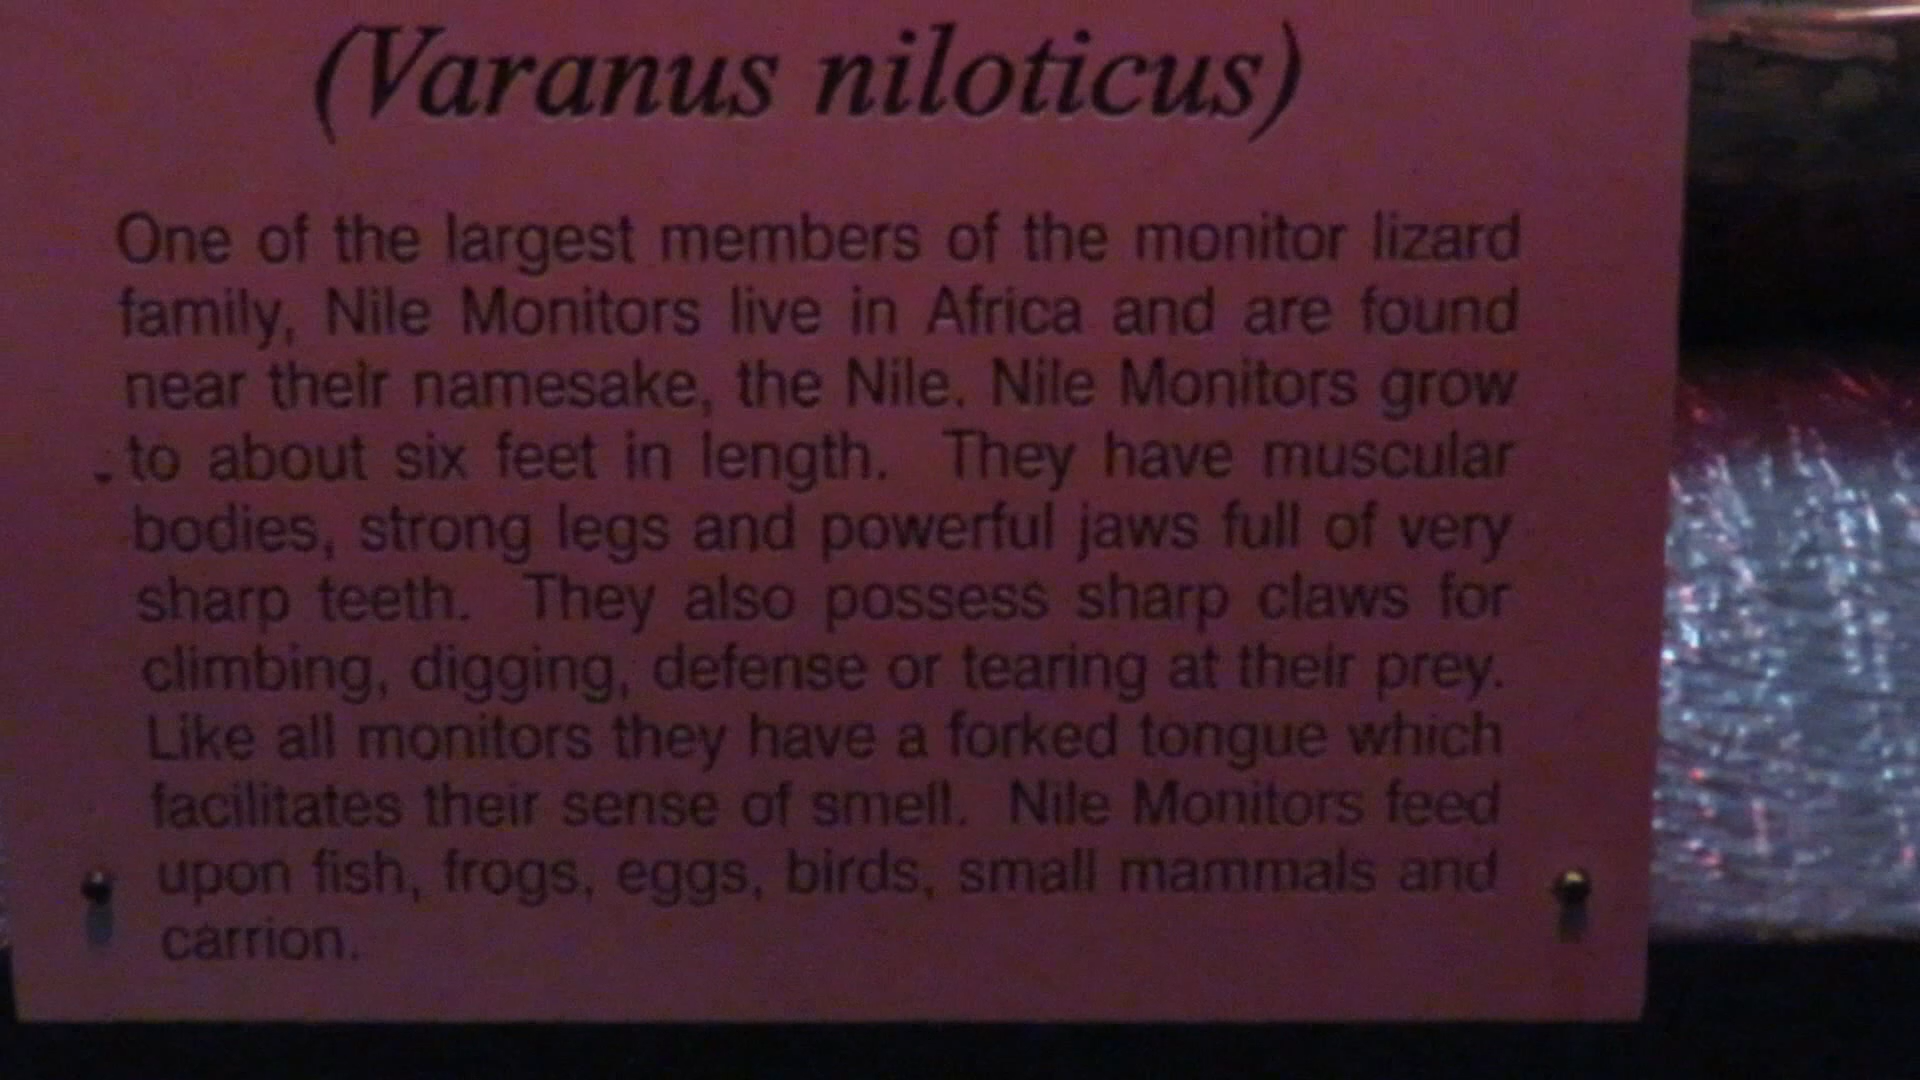 (Varanus niloticus)
One of the largest members of the monitor lizard
family, Nile Monitors live in Africa and are found
near their namesake, the Nile. Nile Monitors grow
to about six feet in length. They have muscular
bodies, strong legs and powerful jaws full of very
sharp teeth. They also possess sharp claws for
climbing, digging, defense or tearing at their prey.
Like all monitors they have a forked tongue which
facilitates their sense of smell. Nile Monitors feed
upon fish, frogs, eggs, birds, small mammals and
carrion.